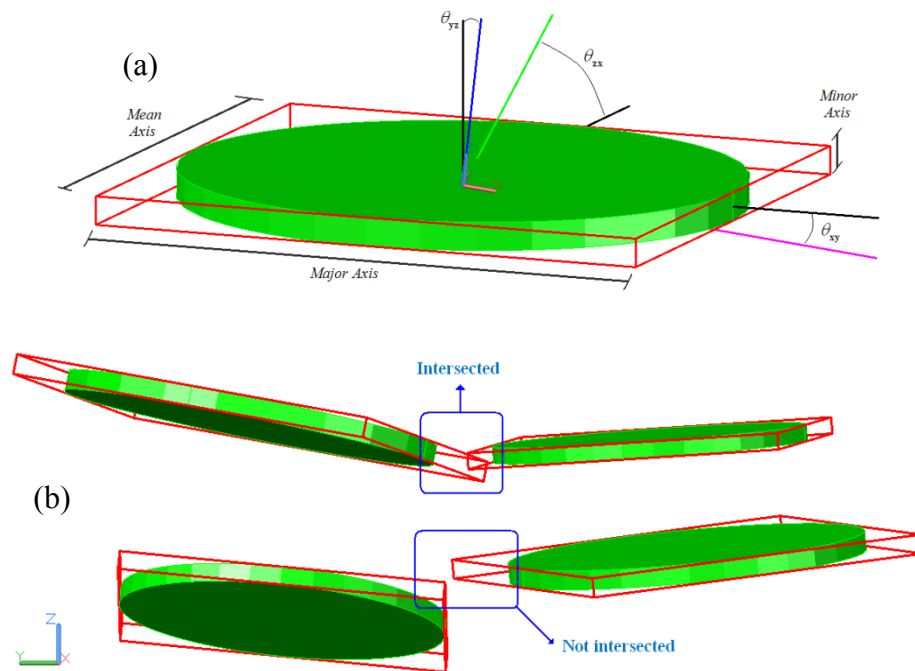 θyz
(a)
θzx
Mean
Axis
Minor
Axis
θxy
Major Axis
Intersected
(b)
Z
Y
X
Not intersected